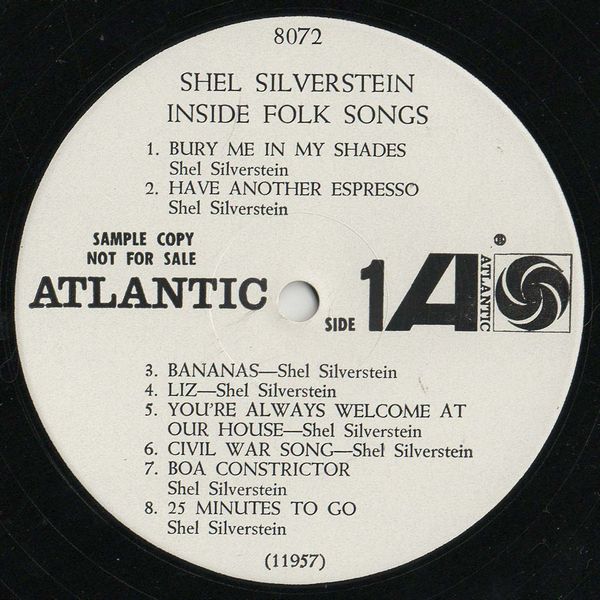 8072
SHEL SILVERSTEIN
INSIDE FOLK SONGS
1. BURY ME IN MY SHADES
Shel Silverstein
2. HAVE ANOTHER ESPRESSO
Shel Silverstein
SAMPLE COPY
NOT FOR SALE
ATLANTIC
SIDE 1
A
ATLANTIC
®
3. BANANAS—Shel Silverstein
4. LIZ—Shel Silverstein
5. YOU'RE ALWAYS WELCOME AT
OUR HOUSE—Shel Silverstein
6. CIVIL WAR SONG—Shel Silverstein
7. BOA CONSTRICTOR
Shel Silverstein
8. 25 MINUTES TO GO
Shel Silverstein
(11957)